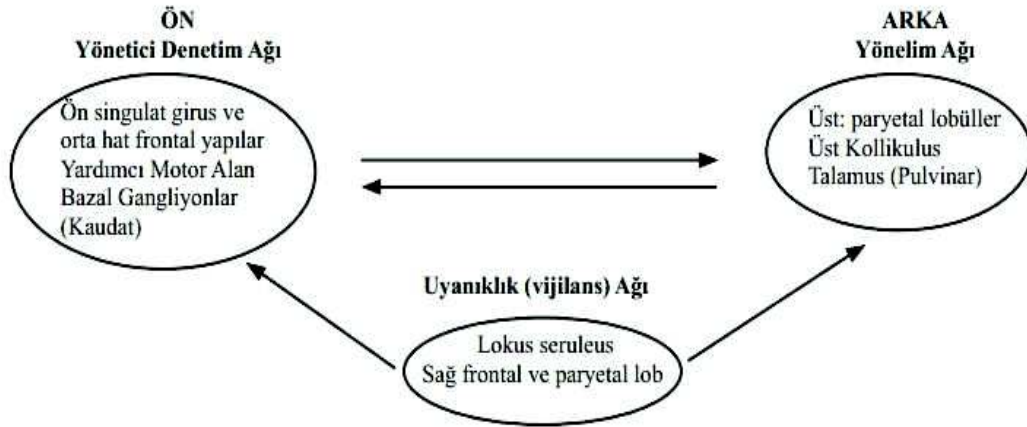 ÖN
Yönetici Denetim Ağı
Ön singulat girus ve
orta hat frontal yapılar
Yardımcı Motor Alan
Bazal Gangliyonlar
(Kaudat)
ARKA
Yönelim Ağı
Üst: paryetal lobüller
Üst Kollikulus
Talamus (Pulvinar)
Uyanıklık (vijilans) Ağı
Lokus seruleus
Sağ frontal ve paryetal lob